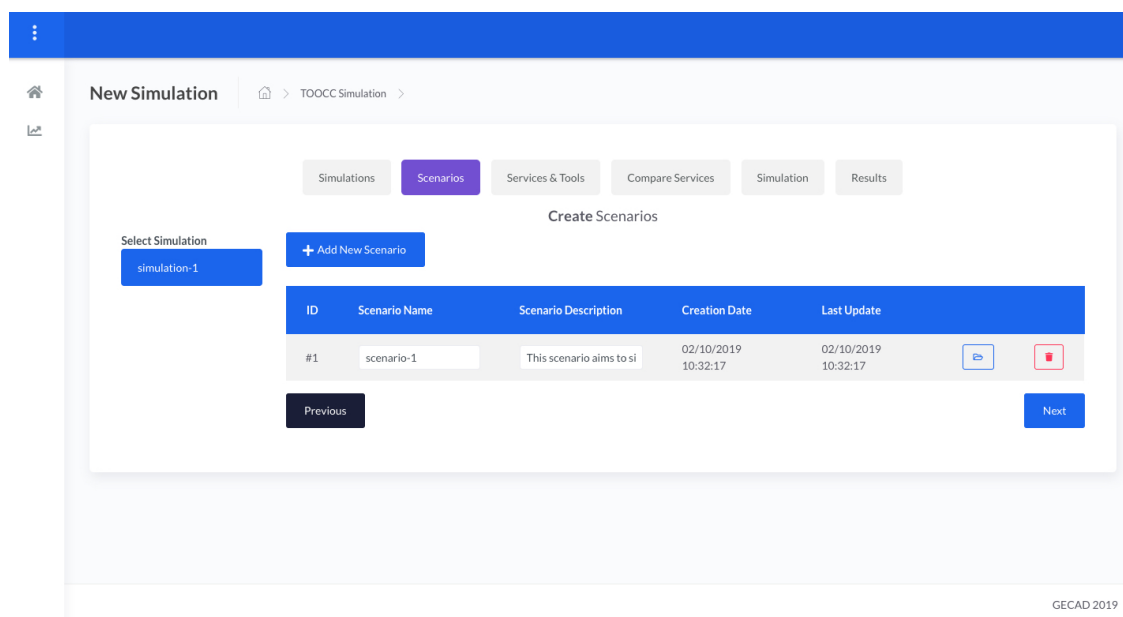 New Simulation
TOOCC Simulation
Simulations
Scenarios
Services & Tools
Compare Services
Simulation
Results
Create Scenarios
Select Simulation
simulation-1
Add New Scenario
ID Scenario Name Scenario Description Creation Date Last Update
#1 scenario-1 This scenario aims to si 02/10/2019 02/10/2019
10:32:17 10:32:17
Previous
Next
GECAD 2019